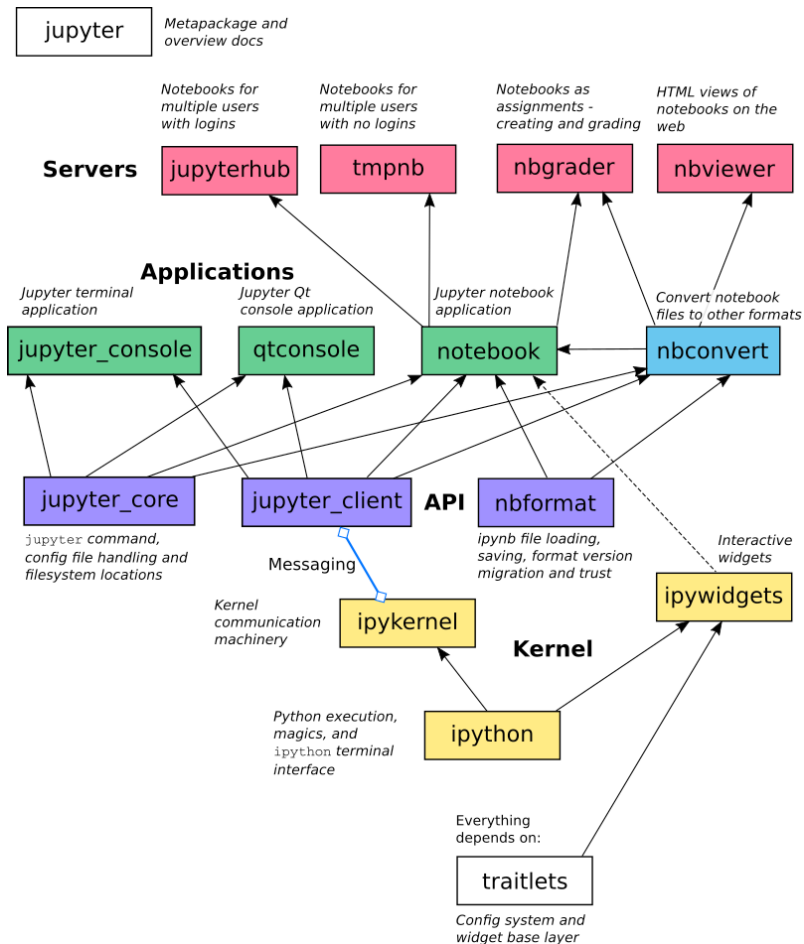 jupyter
Metapackage and
overview docs
Notebooks for
multiple users
with logins
Notebooks for
multiple users
with no logins
Notebooks as
assignments -
creating and grading
HTML views of
notebooks on the
web
Servers
jupyterhub
tmpnb
nbgrader
nbviewer
Applications
Jupyter terminal
application
Jupyter Qt
console application
Jupyter notebook
application
Convert notebook
files to other formats
jupyter_console
qtconsole
notebook
nbconvert
jupyter_core
jupyter_client
API
nbformat
jupyter command,
config file handling and
filesystem locations
Messaging
ipynb file loading,
saving, format version
migration and trust
Interactive
widgets
Kernel
communication
machinery
ipykernel
ipywidgets
Kernel
Python execution,
magics, and
ipython terminal
interface
ipython
Everything
depends on:
traitlets
Config system and
widget base layer